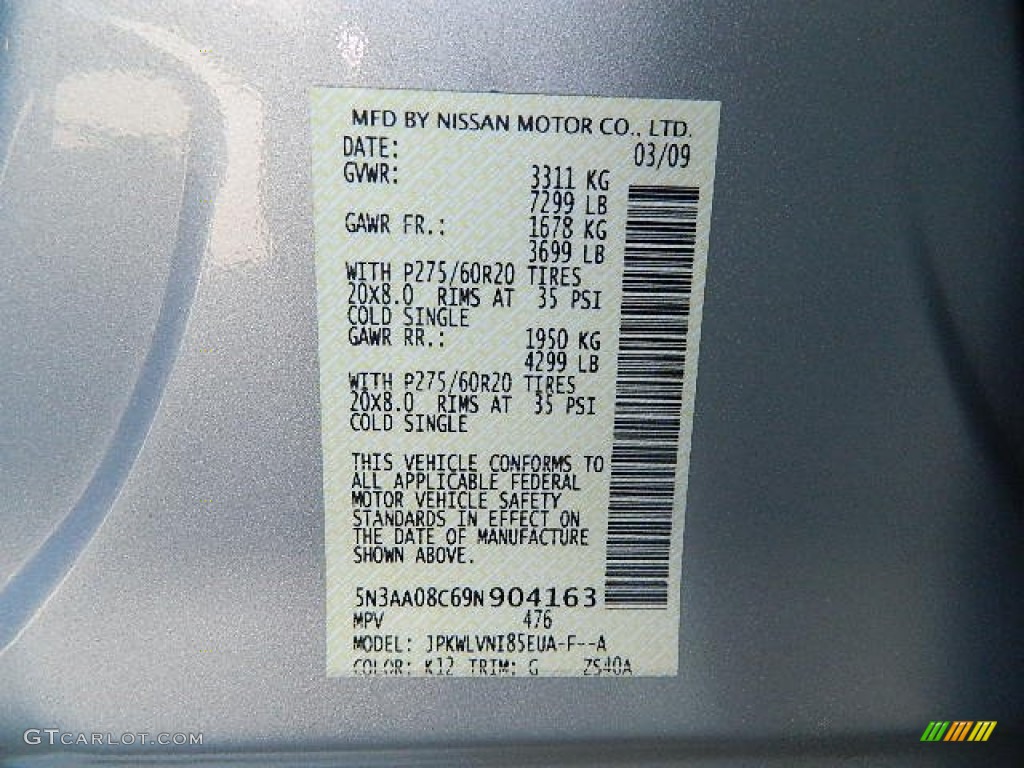 MFD BY NISSAN MOTOR CO., LTD.
DATE: 03/09
GVWR: 3311 KG
7299 LB
GAWR FR.: 1678 KG
3699 LB
WITH P275/60R20 TIRES
20X8.0 RIMS AT 35 PSI
COLD SINGLE
GAWR RR.: 1950 KG
4299 LB
WITH P275/60R20 TIRES
20X8.0 RIMS AT 35 PSI
COLD SINGLE
THIS VEHICLE CONFORMS TO
ALL APPLICABLE FEDERAL
MOTOR VEHICLE SAFETY
STANDARDS IN EFFECT ON
THE DATE OF MANUFACTURE
SHOWN ABOVE.
5N3AA08C69N904163
MPV 476
MODEL: JPKWLVNI85EUA-F--A
COLOR: K12 TRIM: G ZS40A
GTCARLOT.COM